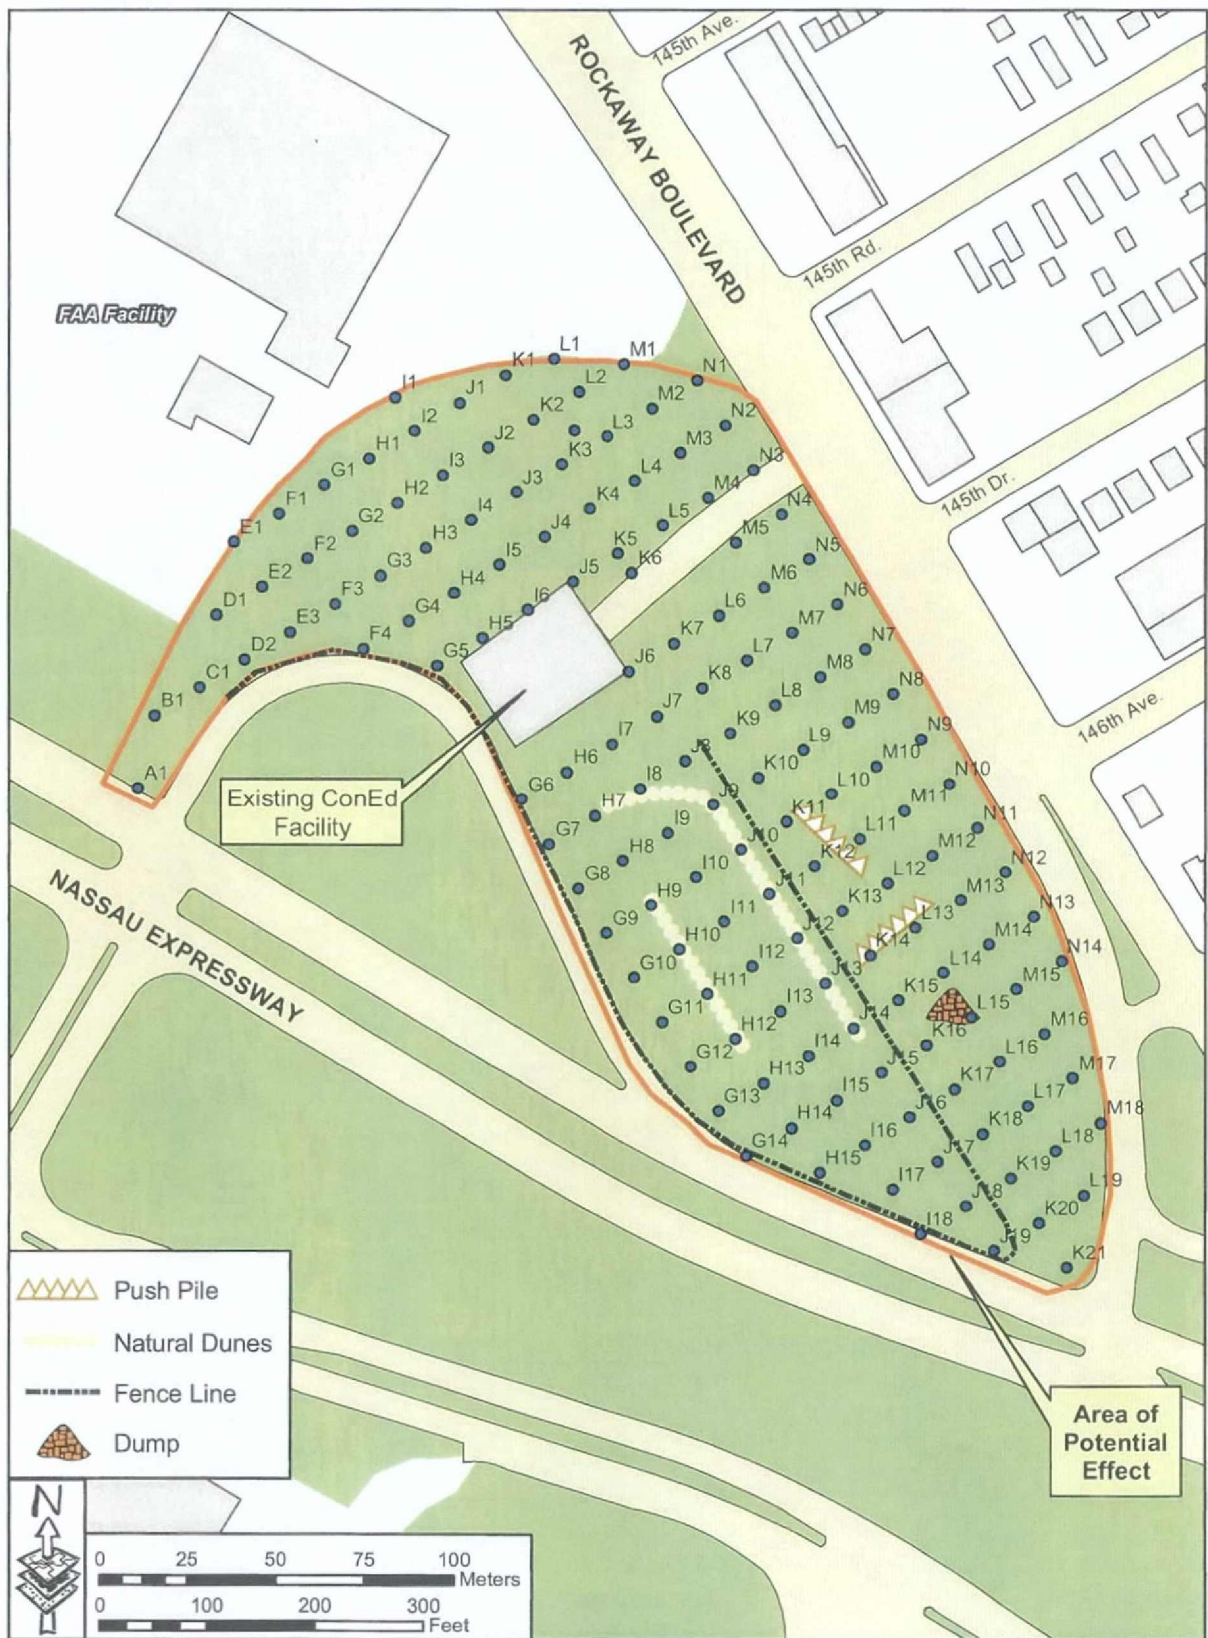 145th Ave.
ROCKAWAY BOULEVARD
145th Rd.
FAA Facility
145th Dr.
146th Ave.
L1
K1
M1
N1
I1
J1
L2
M2
N2
I2
K2
L3
M3
N3
H1
J2
K3
L4
M4
N4
G1
I3
J3
K4
L5
M5
N5
F1
H2
I4
J4
K5
K6
M6
N6
E1
G2
H3
I5
J5
L6
M7
N7
F2
G3
H4
I6
K7
L7
M8
N8
D1
E2
F3
G4
H5
J6
K8
L8
M9
N9
E3
F4
G5
J7
K9
L9
M10
N10
C1
D2
I7
J8
K10
L10
M11
N11
B1
H6
I8
J9
K11
L11
M12
N12
A1
G6
H7
I9
J10
K12
L12
M13
N13
G7
H8
I10
J11
K13
L13
M14
N14
G8
H9
I11
J12
K14
L14
M15
G9
H10
I12
J13
K15
L15
M16
G10
H11
I13
J14
K16
L16
M17
G11
H12
I14
J15
K17
L17
M18
G12
H13
I15
J16
K18
L18
G13
H14
I16
J17
K19
L19
G14
H15
I17
J18
K20
I18
J19
K21
Existing ConEd
Facility
NASSAU EXPRESSWAY
Area of
Potential
Effect
Push Pile
Natural Dunes
Fence Line
Dump
N
0 25 50 75 100
Meters
0 100 200 300
Feet